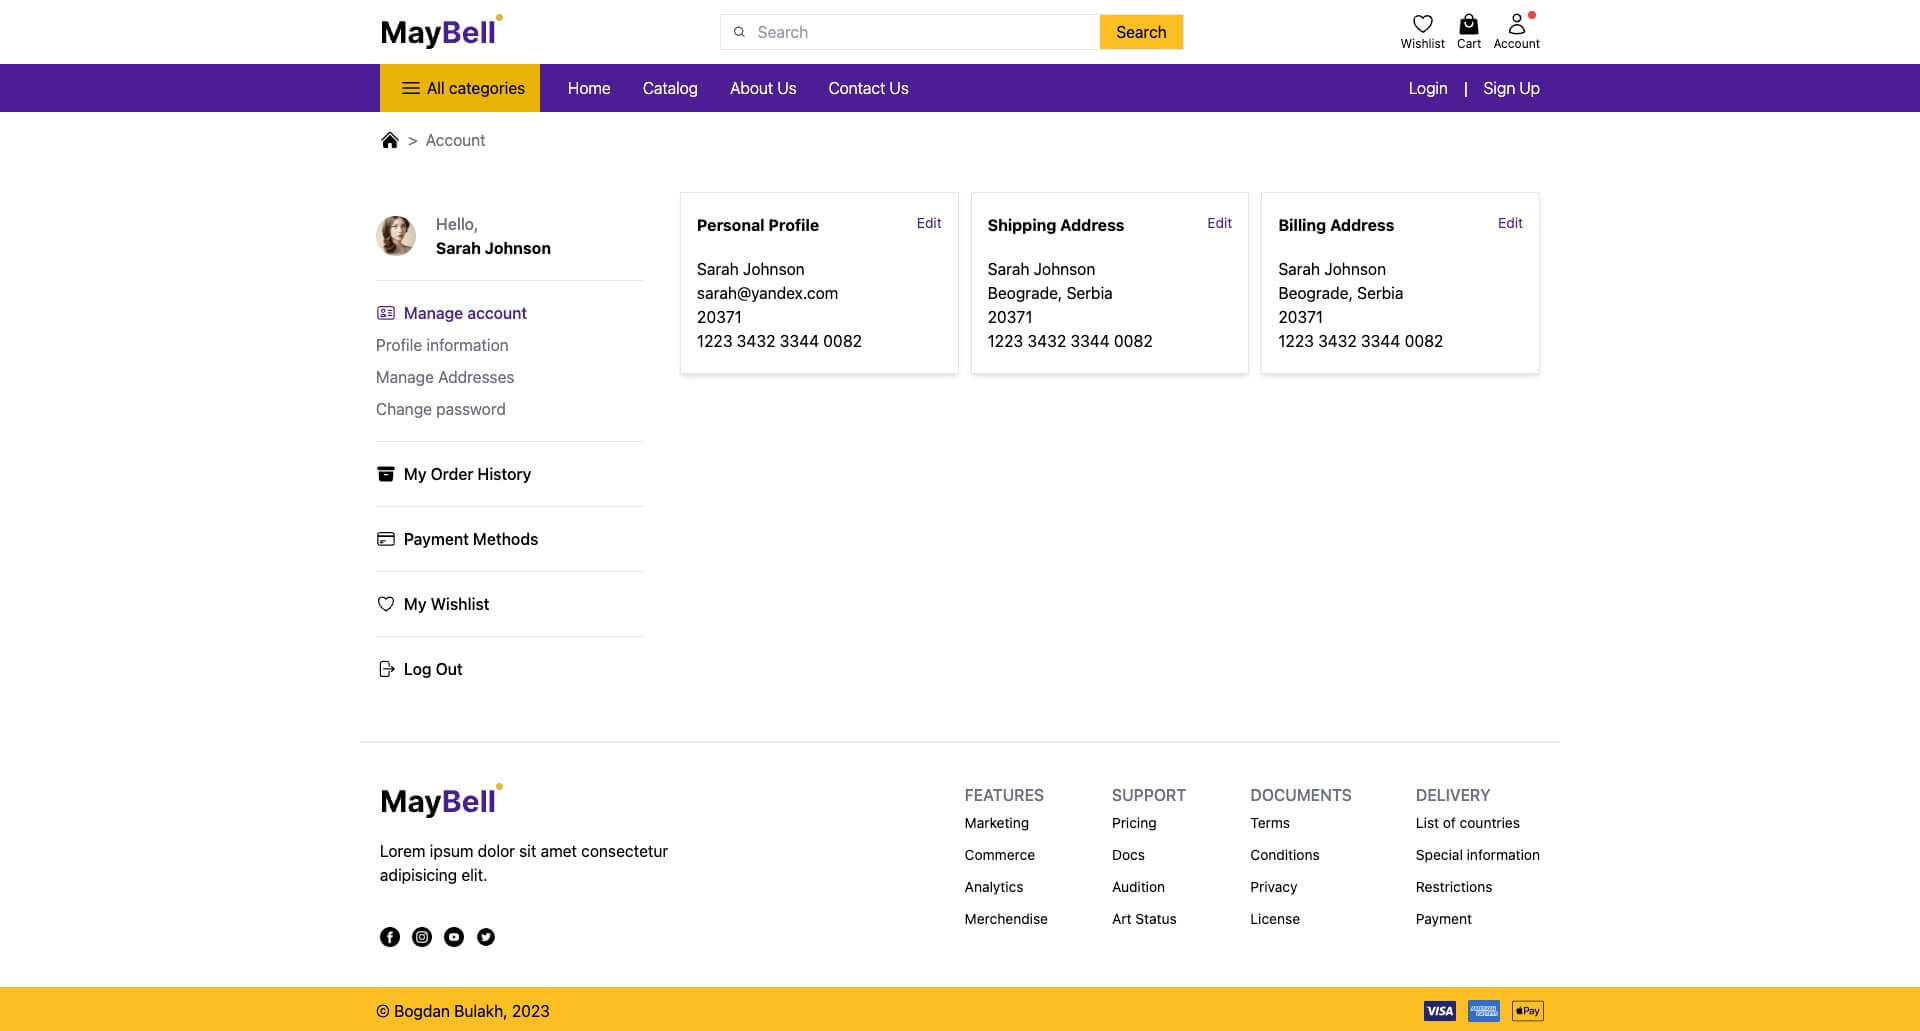 MayBell
Search
Search
Wishlist
Cart
Account
All categories
Home
Catalog
About Us
Contact Us
Login | Sign Up
> Account
Hello,
Sarah Johnson
Manage account
Profile information
Manage Addresses
Change password
My Order History
Payment Methods
My Wishlist
Log Out
Personal Profile
Edit
Sarah Johnson
sarah@yandex.com
20371
1223 3432 3344 0082
Shipping Address
Edit
Sarah Johnson
Beograde, Serbia
20371
1223 3432 3344 0082
Billing Address
Edit
Sarah Johnson
Beograde, Serbia
20371
1223 3432 3344 0082
MayBell
Lorem ipsum dolor sit amet consectetur
adipisicing elit.
FEATURES
Marketing
Commerce
Analytics
Merchendise
SUPPORT
Pricing
Docs
Audition
Art Status
DOCUMENTS
Terms
Conditions
Privacy
License
DELIVERY
List of countries
Special information
Restrictions
Payment
© Bogdan Bulakh, 2023
VISA
AMERICAN
EXPRESS
Pay